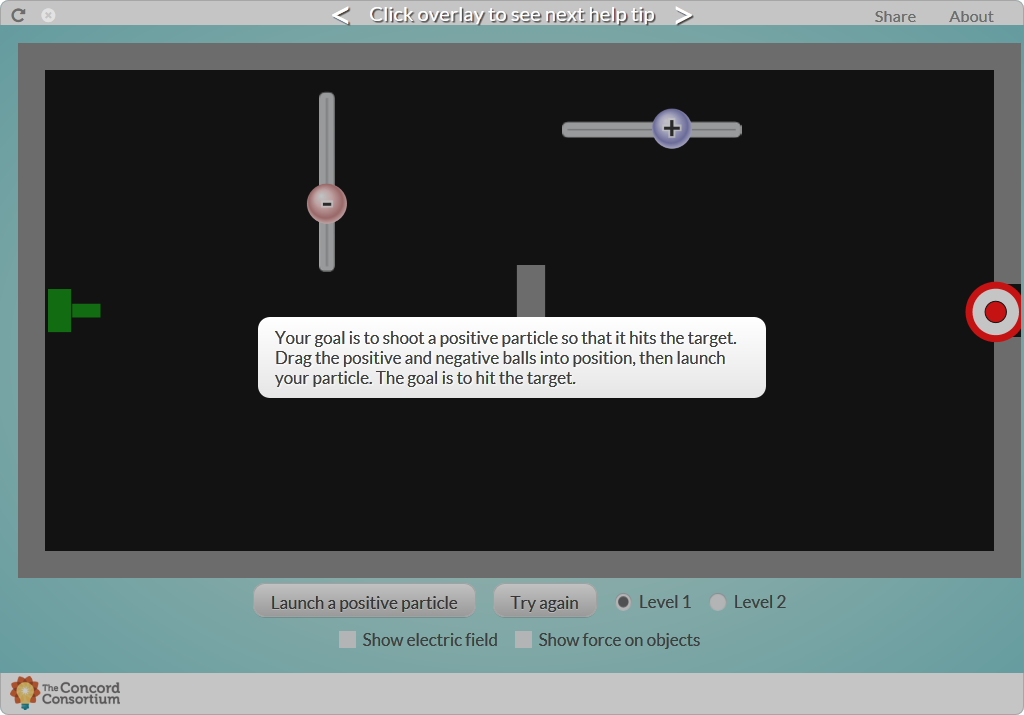 < Click overlay to see next help tip >
Share About
+
-
Your goal is to shoot a positive particle so that it hits the target.
Drag the positive and negative balls into position, then launch
your particle. The goal is to hit the target.
Launch a positive particle Try again Level 1 Level 2
Show electric field Show force on objects
The Concord
Consortium